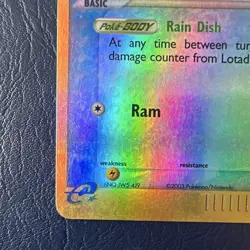 BASIC
Poké-BODY Rain Dish
At any time between tur
damage counter from Lotad
Ram
weakness resistance
©2003 Pokémon/Nintendo